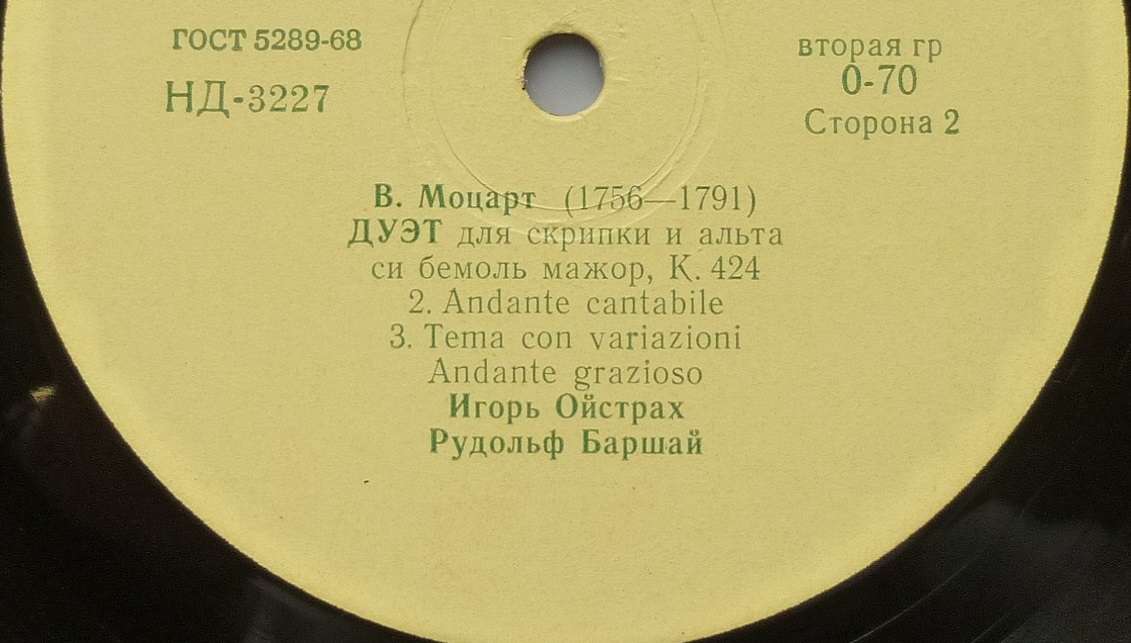 ГОСТ 5289-68
НД-3227
вторая гр
0-70
Сторона 2
В. Моцарт (1756—1791)
ДУЭТ для скрипки и альта
си бемоль мажор, К. 424
2. Andante cantabile
3. Tema con variazioni
Andante grazioso
Игорь Ойстрах
Рудольф Баршай